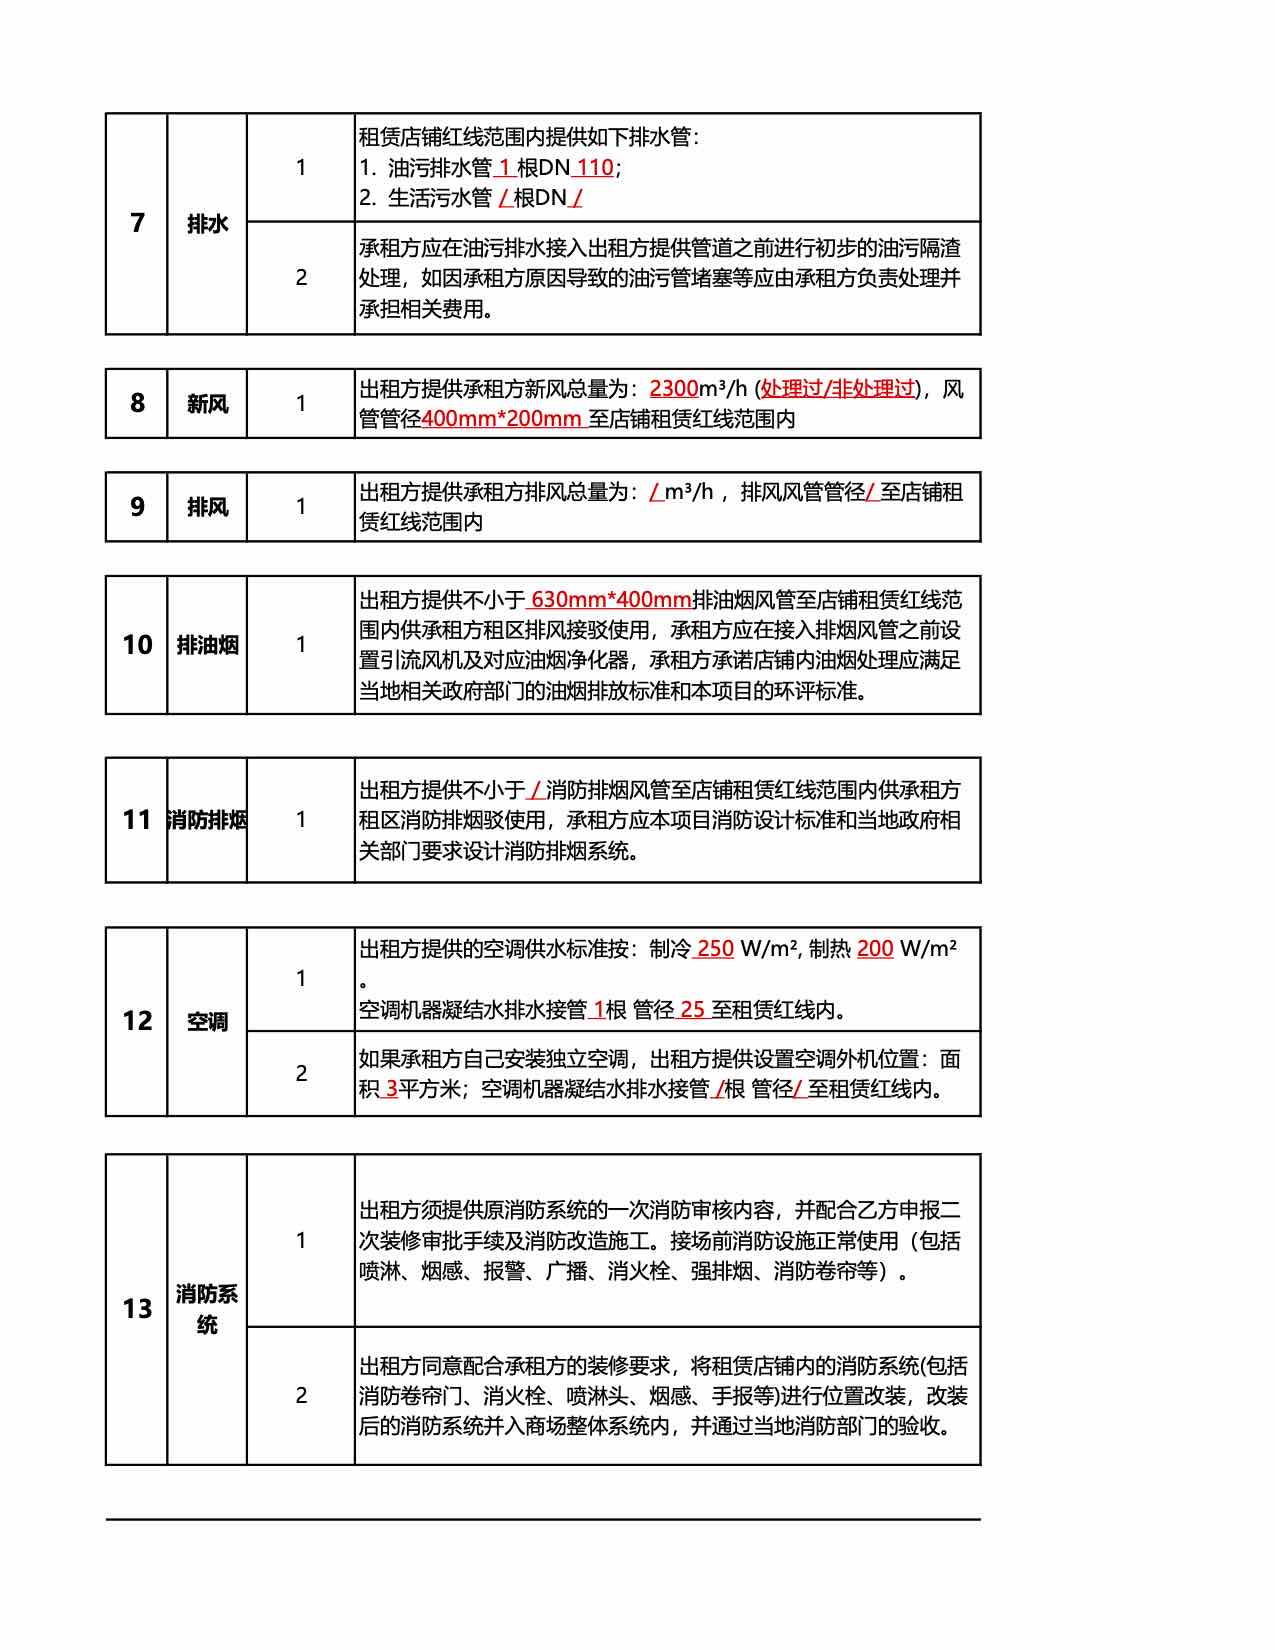 7
排水
1
租赁店铺红线范围内提供如下排水管：
1. 油污排水管 1 根DN 110；
2. 生活污水管 / 根DN /
2
承租方应在油污排水接入出租方提供管道之前进行初步的油污隔渣
处理，如因承租方原因导致的油污管堵塞等应由承租方负责处理并
承担相关费用。
8
新风
1
出租方提供承租方新风总量为：2300m³/h (处理过/非处理过)，风
管管径400mm*200mm 至店铺租赁红线范围内
9
排风
1
出租方提供承租方排风总量为：/ m³/h ，排风风管管径/ 至店铺租
赁红线范围内
10
排油烟
1
出租方提供不小于 630mm*400mm排油烟风管至店铺租赁红线范
围内供承租方租区排风接驳使用，承租方应在接入排烟风管之前设
置引流风机及对应油烟净化器，承租方承诺店铺内油烟处理应满足
当地相关政府部门的油烟排放标准和本项目的环评标准。
11
消防排烟
1
出租方提供不小于 / 消防排烟风管至店铺租赁红线范围内供承租方
租区消防排烟驳使用，承租方应本项目消防设计标准和当地政府相
关部门要求设计消防排烟系统。
12
空调
1
出租方提供的空调供水标准按：制冷 250 W/m², 制热 200 W/m²
。
空调机器凝结水排水接管 1根 管径 25 至租赁红线内。
2
如果承租方自己安装独立空调，出租方提供设置空调外机位置：面
积 3平方米；空调机器凝结水排水接管 /根 管径/ 至租赁红线内。
13
消防系
统
1
出租方须提供原消防系统的一次消防审核内容，并配合乙方申报二
次装修审批手续及消防改造施工。接场前消防设施正常使用（包括
喷淋、烟感、报警、广播、消火栓、强排烟、消防卷帘等）。
2
出租方同意配合承租方的装修要求，将租赁店铺内的消防系统(包括
消防卷帘门、消火栓、喷淋头、烟感、手报等)进行位置改装，改装
后的消防系统并入商场整体系统内，并通过当地消防部门的验收。